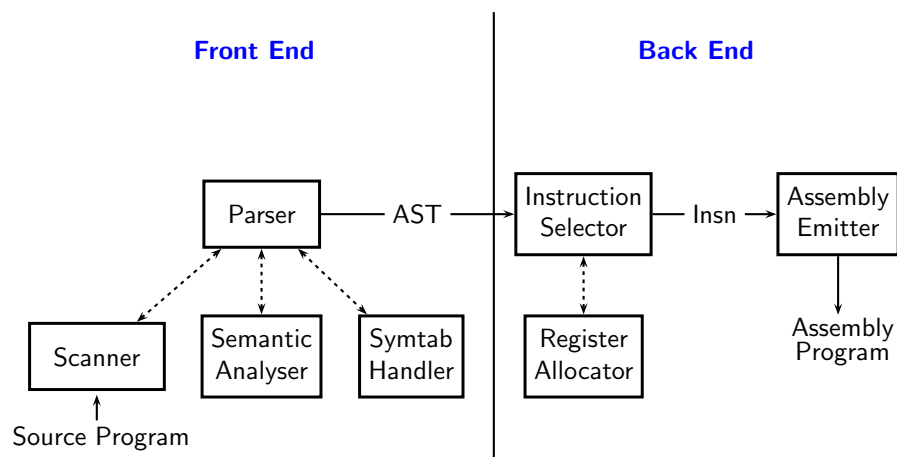 Front End
Back End
Parser
AST
Instruction
Selector
Insn
Assembly
Emitter
Scanner
Semantic
Analyser
Symtab
Handler
Register
Allocator
Assembly
Program
Source Program